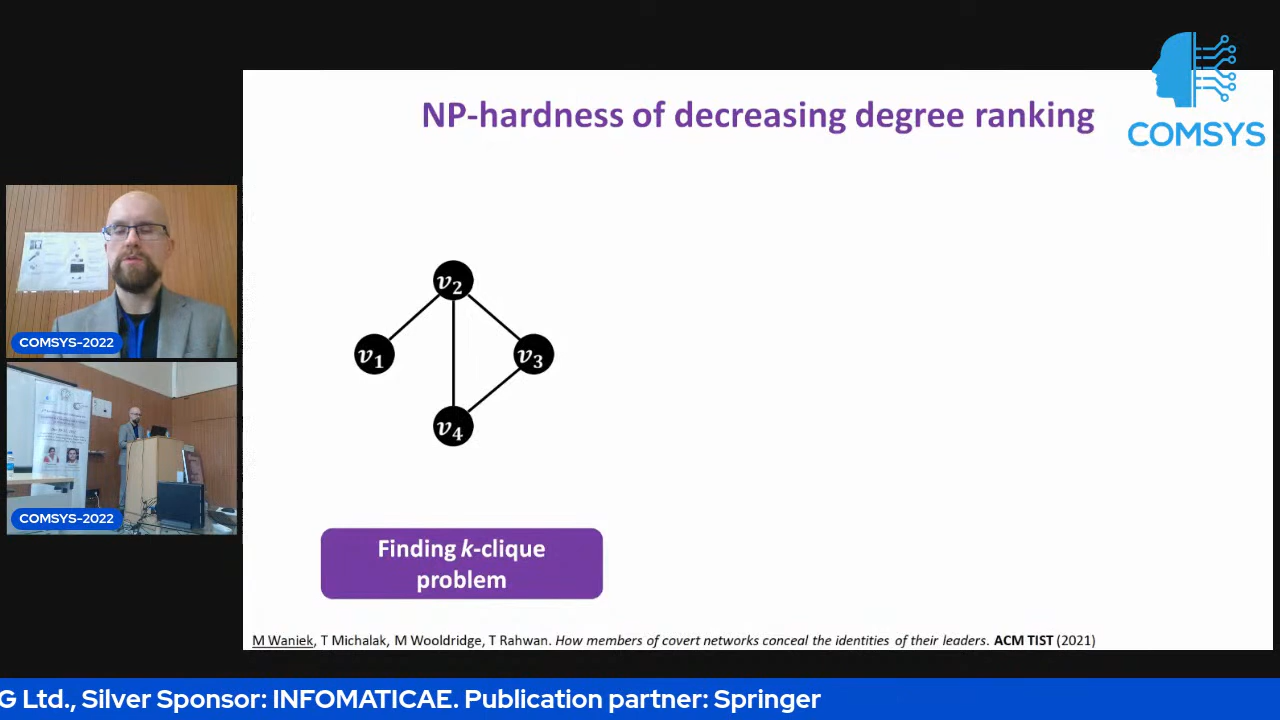 NP-hardness of decreasing degree ranking
COMSYS
v₂
v₁
v₃
v₄
COMSYS-2022
COMSYS-2022
Finding k-clique
problem
M Waniek, T Michalak, M Wooldridge, T Rahwan. How members of covert networks conceal the identities of their leaders. ACM TIST (2021)
G Ltd., Silver Sponsor: INFOMATICAE. Publication partner: Springer